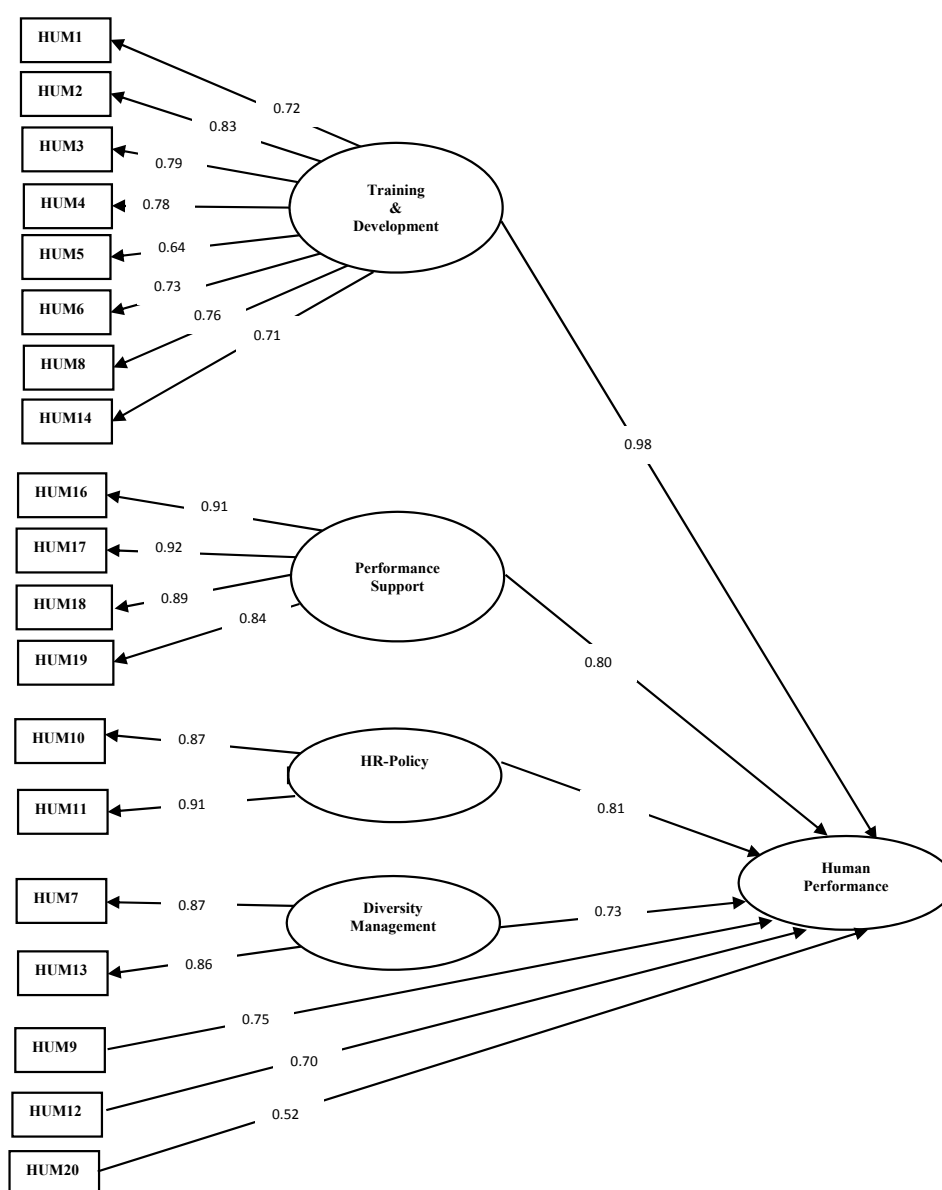 HUM1
0.72
HUM2
0.83
HUM3
0.79
Training
&
Development
HUM4
0.78
HUM5
0.64
HUM6
0.73
HUM8
0.76
HUM14
0.71
0.98
HUM16
0.91
HUM17
0.92
Performance
Support
HUM18
0.89
HUM19
0.84
0.80
HUM10
0.87
HR-Policy
HUM11
0.91
0.81
Human
Performance
HUM7
0.87
Diversity
Management
0.73
HUM13
0.86
HUM9
0.75
HUM12
0.70
HUM20
0.52